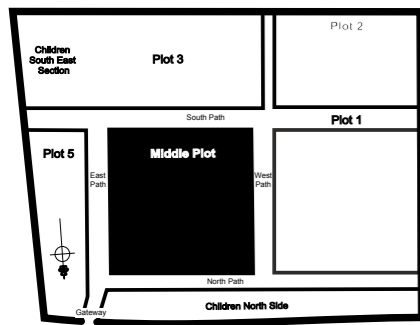 Plot 2
Children
South East
Section
Plot 3
South Path
Plot 1
Plot 5
Middle Plot
East
Path
West
Path
North Path
Children North Side
Gateway